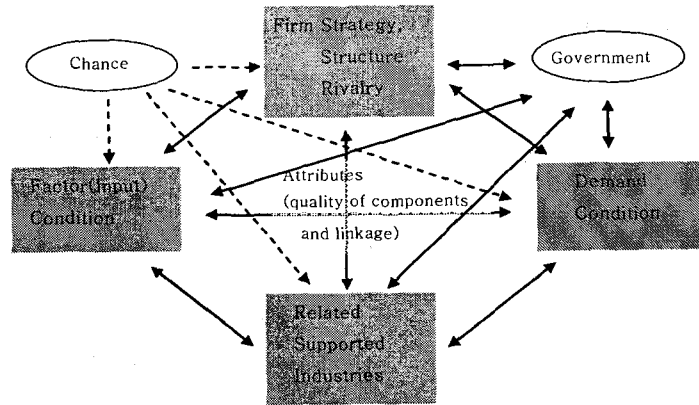 Firm Strategy,
Structure
Rivalry
Chance
Government
Factor(Input)
Condition
Attributes
(quality of components
and linkage)
Demand
Condition
Related
Supported
Industries